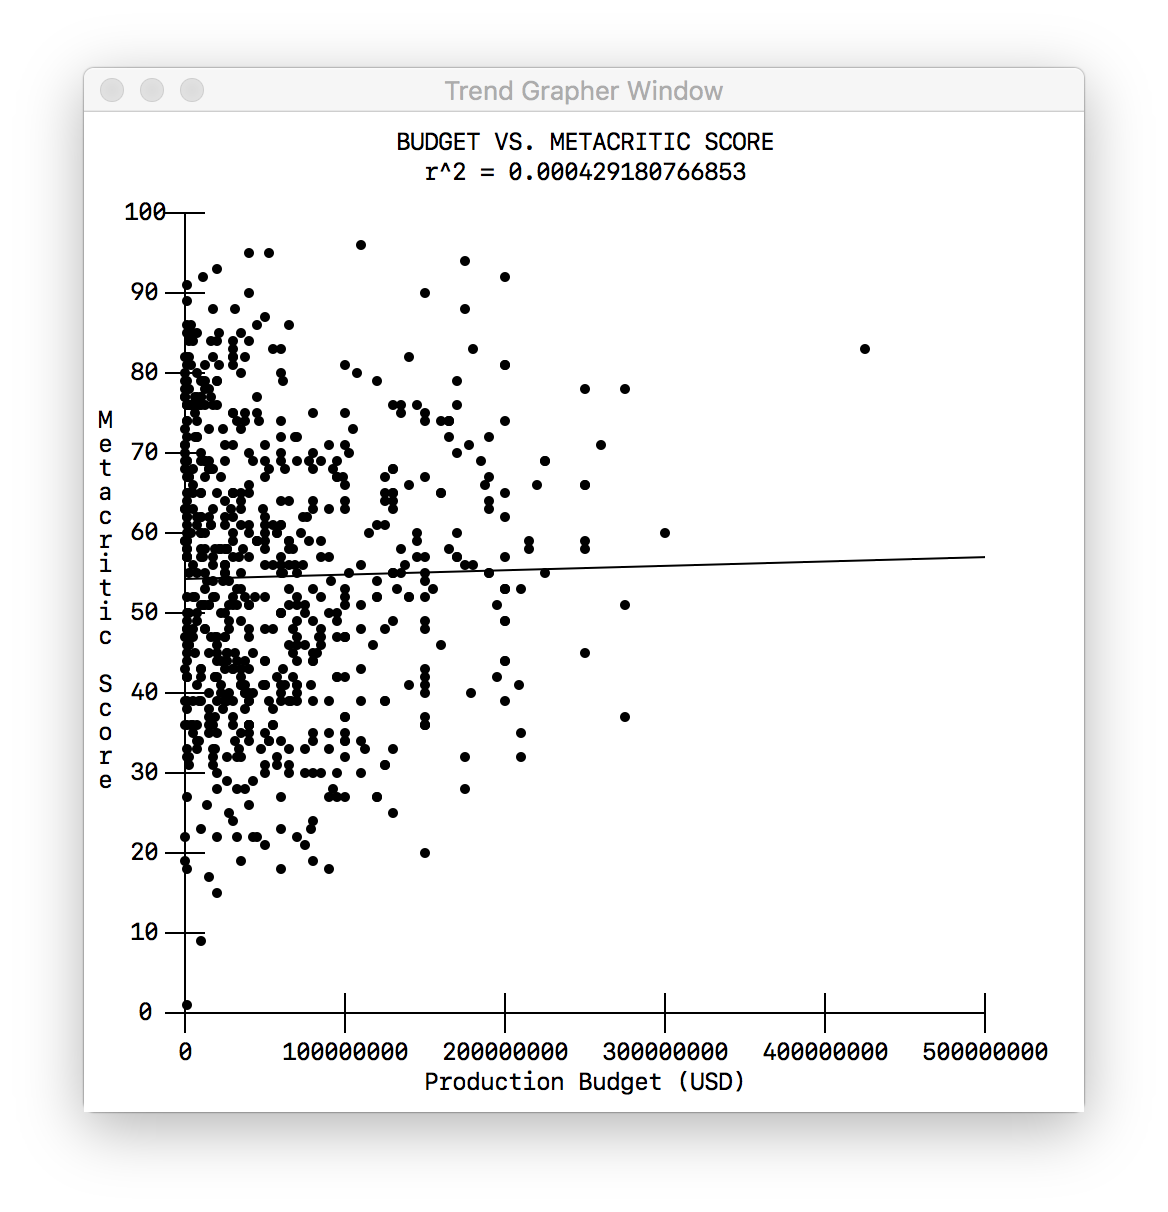 Trend Grapher Window
BUDGET VS. METACRITIC SCORE
r^2 = 0.000429180766853
100
90
80
70
60
50
40
30
20
10
0
Metacritic Score
0 100000000 200000000 300000000 400000000 500000000
Production Budget (USD)